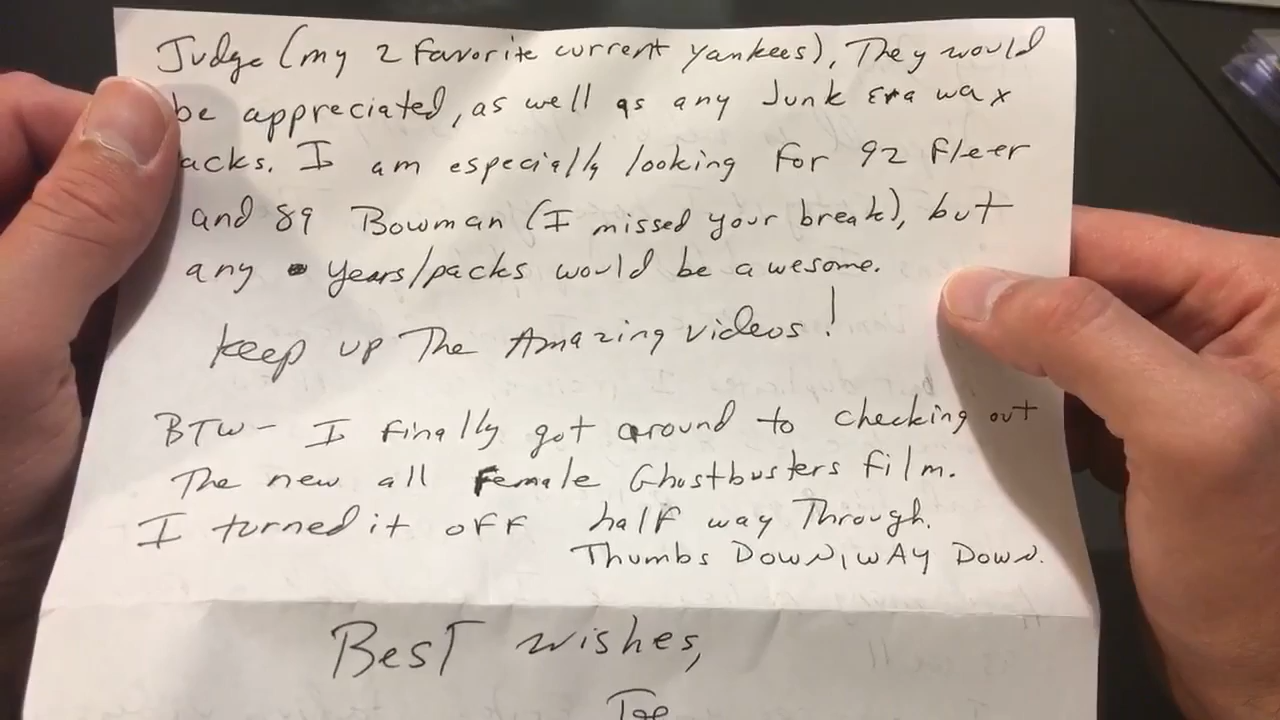 Judge (my 2 Favorite current Yankees), They would
be appreciated, as well as any Junk Era wax
acks. I am especially looking For 92 Fleer
and 89 Bowman (I missed your break), but
any years/packs would be awesome.
keep up The Amazing videos!
BTW- I finally got around to checking out
The new all Female Ghostbusters Film.
I turned it off half way Through.
Thumbs Down, WAY Down.
Best wishes,
Joe